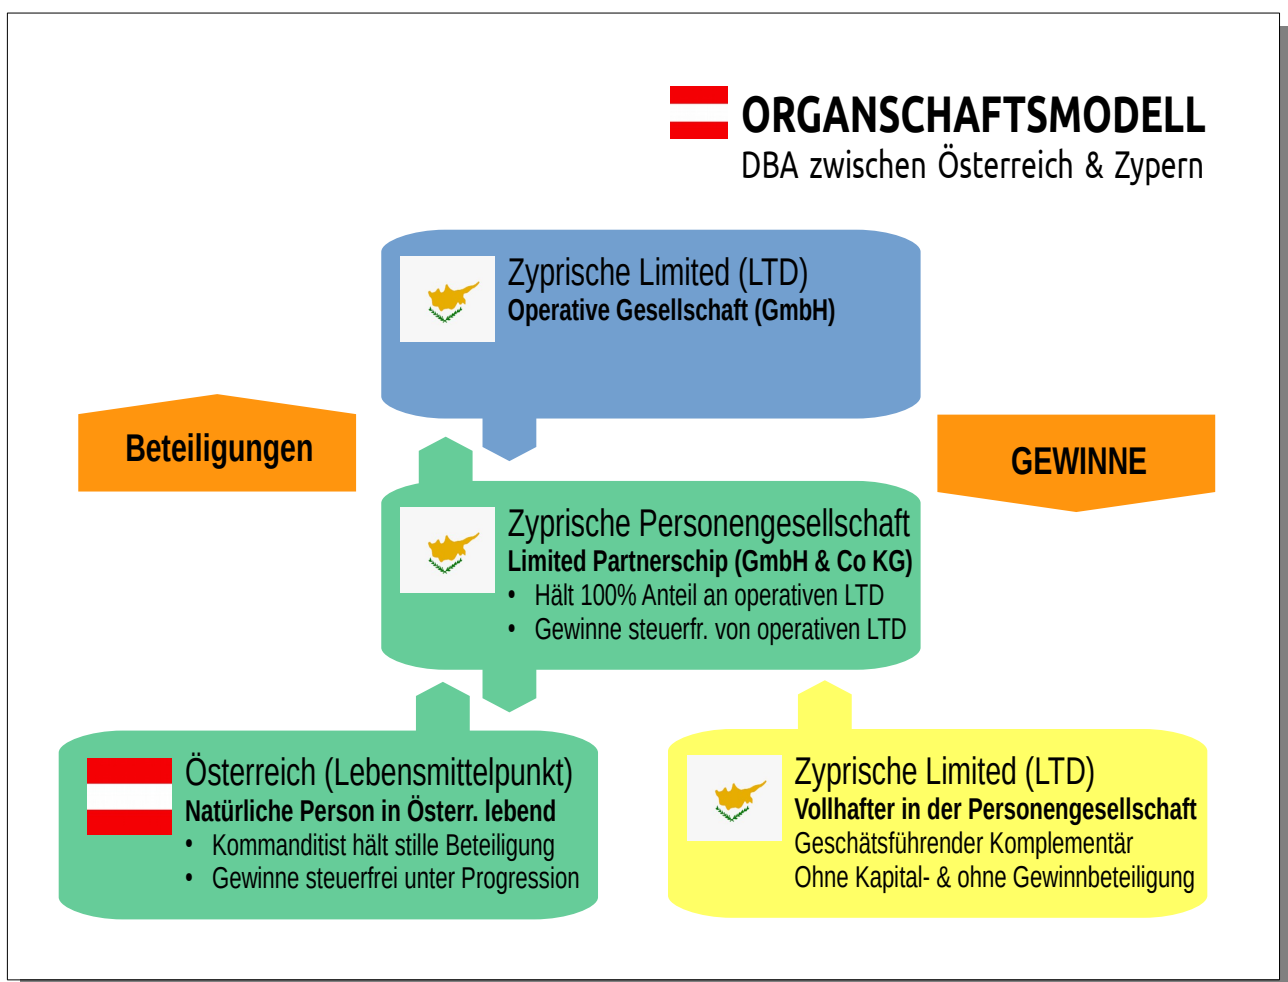 ORGANSCHAFTSMODELL
DBA zwischen Österreich & Zypern
Zyprische Limited (LTD)
Operative Gesellschaft (GmbH)
Beteiligungen
GEWINNE
Zyprische Personengesellschaft
Limited Partnerschip (GmbH & Co KG)
• Hält 100% Anteil an operativen LTD
• Gewinne steuerfr. von operativen LTD
Österreich (Lebensmittelpunkt)
Natürliche Person in Österr. lebend
• Kommanditist hält stille Beteiligung
• Gewinne steuerfrei unter Progression
Zyprische Limited (LTD)
Vollhafter in der Personengesellschaft
Geschätsführender Komplementär
Ohne Kapital- & ohne Gewinnbeteiligung